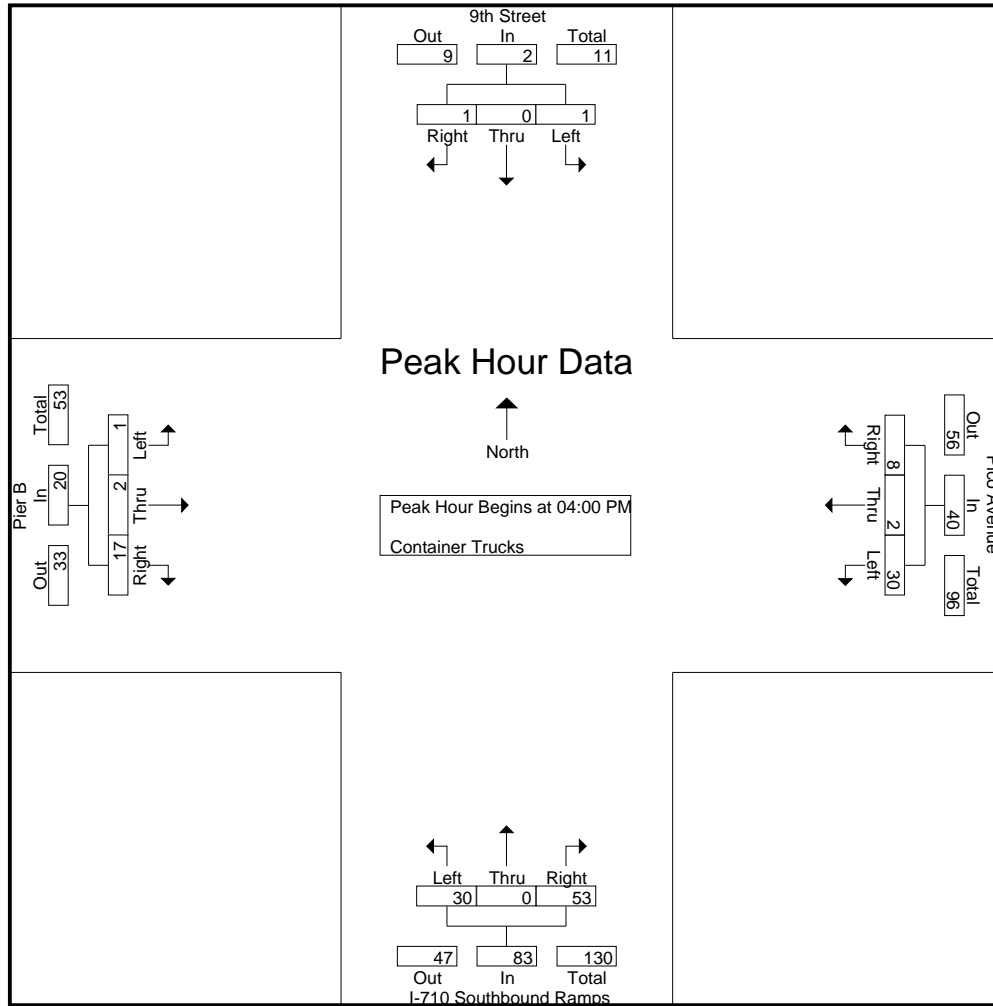 9th Street
Out In Total
9 2 11
1 0 1
Right Thru Left
Peak Hour Data
North
Peak Hour Begins at 04:00 PM
Container Trucks
Pier B
Total In Out
53 20 33
1 2 17
Left Thru Right
Right Thru Left
8 2 30
Out In Total
56 40 96
Avenue
Left Thru Right
30 0 53
47 83 130
Out In Total
I-710 Southbound Ramps